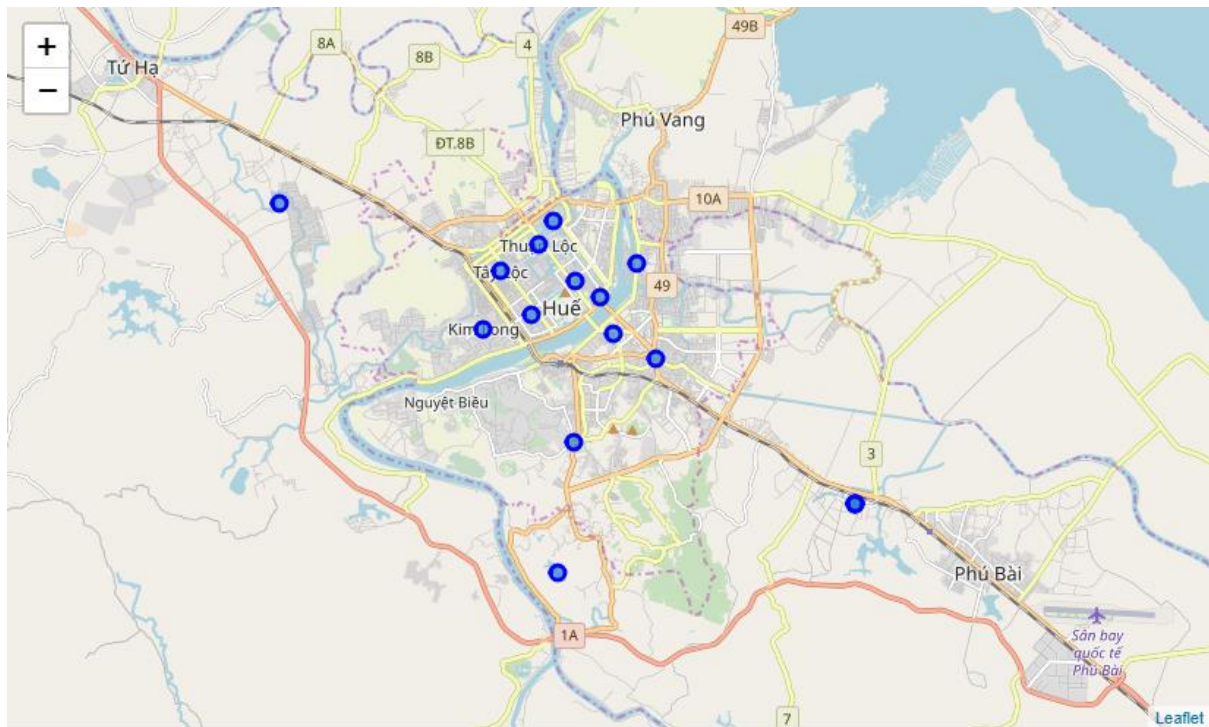 +
−
49B
8A
8B
4
Tứ Hạ
Phú Vang
ĐT.8B
10A
Thuận Lộc
Tây Lộc
49
Huế
Kim Long
Nguyệt Biều
3
Phú Bài
1A
Sân bay
quốc tế
Phú Bài
7
Leaflet